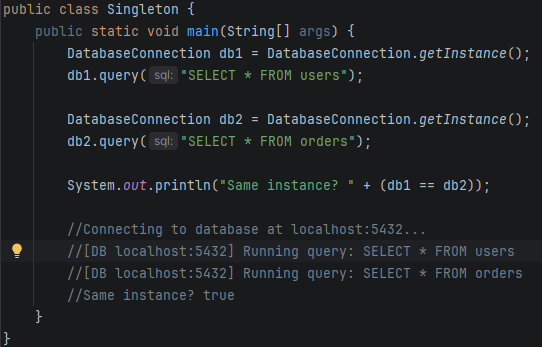 public class Singleton {
    public static void main(String[] args) {
        DatabaseConnection db1 = DatabaseConnection.getInstance();
        db1.query( sql: "SELECT * FROM users");

        DatabaseConnection db2 = DatabaseConnection.getInstance();
        db2.query( sql: "SELECT * FROM orders");

        System.out.println("Same instance? " + (db1 == db2));

        //Connecting to database at localhost:5432...
        //[DB localhost:5432] Running query: SELECT * FROM users
        //[DB localhost:5432] Running query: SELECT * FROM orders
        //Same instance? true
    }
}